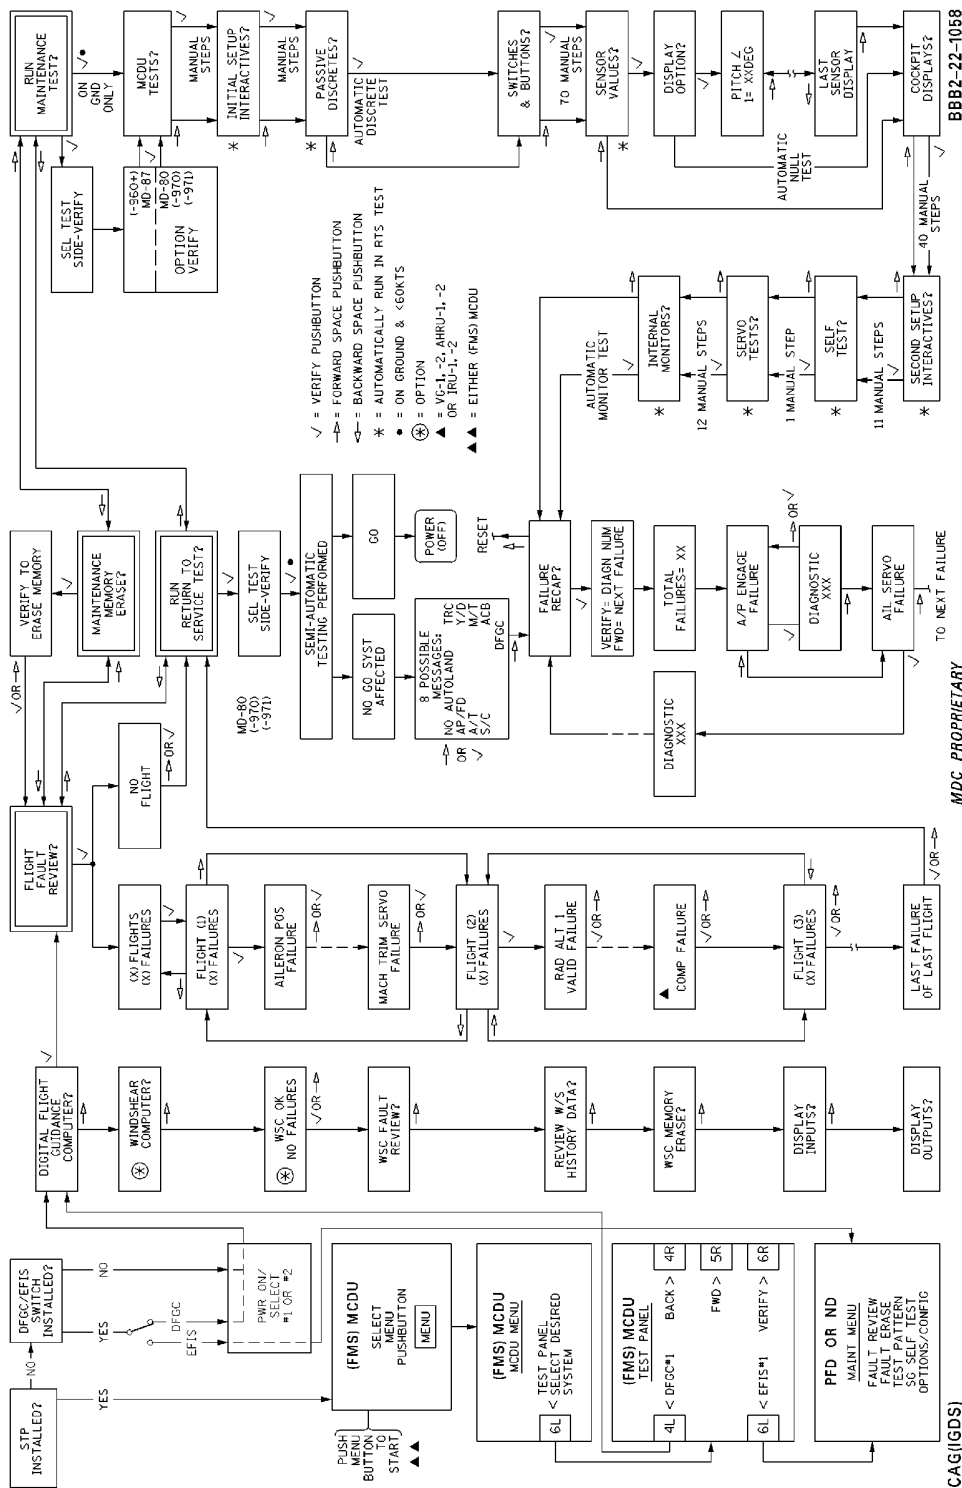 STP
INSTALLED?
NO
YES
DFGC/EFIS
SWITCH
INSTALLED?
NO
YES
DFGC
EFIS
PWR ON/
SELECT
#1 OR #2
PUSH
MENU
BUTTON
TO
START
▲▲
(FMS) MCDU
SELECT
MENU
PUSHBUTTON
MENU
(FMS) MCDU
MCDU MENU
TEST PANEL
6L < SELECT DESIRED
SYSTEM
(FMS) MCDU
TEST PANEL
4L < DFGC#1 BACK > 4R
FWD > 5R
6L < EFIS#1 VERIFY > 6R
PFD OR ND
MAINT MENU
FAULT REVIEW
FAULT ERASE
TEST PATTERN
SG SELF TEST
OPTIONS/CONFIG
DIGITAL FLIGHT
GUIDANCE
COMPUTER?
√
* WINDSHEAR
COMPUTER?
* WSC OK
NO FAILURES
√OR
WSC FAULT
REVIEW?
REVIEW W/S
HISTORY DATA?
WSC MEMORY
ERASE?
DISPLAY
INPUTS?
DISPLAY
OUTPUTS?
FLIGHT
FAULT
REVIEW?
√
NO
FLIGHT
OR √
(X) FLIGHTS
(X) FAILURES
√
FLIGHT (1)
(X) FAILURES
√
AILERON POS
FAILURE
OR √
MACH TRIM SERVO
FAILURE
OR √
FLIGHT (2)
(X) FAILURES
√
RAD ALT 1
VALID FAILURE
√ OR
▲
COMP FAILURE
√ OR
FLIGHT (3)
(X) FAILURES
√ OR
LAST FAILURE
OF LAST FLIGHT
√ OR
VERIFY TO
ERASE MEMORY
√OR
MAINTENANCE
MEMORY
ERASE?
√
RUN
RETURN TO
SERVICE TEST?
√
MD-80
(-970)
(-971)
SEL TEST
SIDE-VERIFY
√ •
SEMI-AUTOMATIC
TESTING PERFORMED
GO
POWER
(OFF)
NO GO SYST
AFFECTED
8 POSSIBLE
MESSAGES:
NO AUTOLAND TRC
AP/FD Y/D
A/T M/T
S/C ACB
OR
√
DFGC
RESET
FAILURE
RECAP?
√
VERIFY= DIAGN NUM
FWD= NEXT FAILURE
TOTAL
FAILURES= XX
A/P ENGAGE
FAILURE
√
OR √
DIAGNOSTIC
XXX
AIL SERVO
FAILURE
√
TO NEXT FAILURE
DIAGNOSTIC
XXX
RUN
MAINTENANCE
TEST?
√
√ •
ON
GND
ONLY
SEL TEST
SIDE-VERIFY
(-960+)
MD-87
MD-80
(-970)
(-971)
OPTION
VERIFY
√
MCDU
TESTS?
√
MANUAL
STEPS
INITIAL SETUP
INTERACTIVES?
*
√
MANUAL
STEPS
PASSIVE
DISCRETES?
*
√
AUTOMATIC
DISCRETE
TEST
SWITCHES
& BUTTONS?
√
70 MANUAL
STEPS
SENSOR
VALUES?
*
√
DISPLAY
OPTION?
√
PITCH ∠
1= XXDEG
LAST
SENSOR
DISPLAY
AUTOMATIC
NULL
TEST
COCKPIT
DISPLAYS?
√
40 MANUAL
STEPS
SECOND SETUP
INTERACTIVES?
*
√
11 MANUAL STEPS
SELF
TEST?
*
√
1 MANUAL STEP
SERVO
TESTS?
*
√
12 MANUAL STEPS
INTERNAL
MONITORS?
*
√
AUTOMATIC
MONITOR TEST
√ = VERIFY PUSHBUTTON
= FORWARD SPACE PUSHBUTTON
= BACKWARD SPACE PUSHBUTTON
* = AUTOMATICALLY RUN IN RTS TEST
• = ON GROUND & <60KTS
* = OPTION
▲ = VG-1, -2, AHRU-1, -2
OR IRU-1, -2
▲▲ = EITHER (FMS) MCDU
CAG(IGDS)
MDC PROPRIETARY
BBB2-22-1058